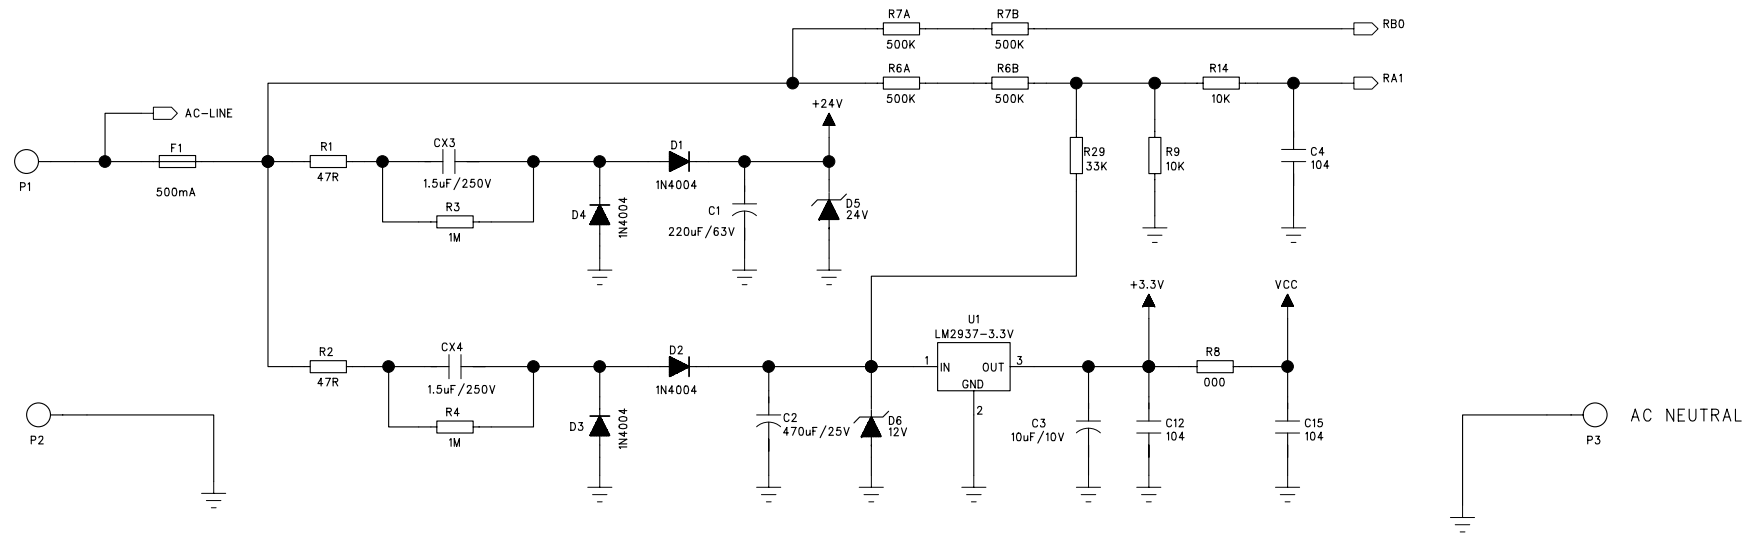 R7A
R7B
RB0
500K
500K
R6A
R6B
R14
RA1
500K
500K
10K
AC-LINE
+24V
F1
R1
CX3
D1
R29
33K
R9
10K
C4
104
P1
500mA
47R
1.5uF/250V
1N4004
R3
1M
D4
1N4004
C1
220uF/63V
D5
24V
+3.3V
VCC
U1
LM2937-3.3V
R2
CX4
D2
1
IN
OUT
3
GND
2
R8
000
47R
1.5uF/250V
1N4004
R4
1M
D3
1N4004
C2
470uF/25V
D6
12V
C3
10uF/10V
C12
104
C15
104
P2
P3
AC NEUTRAL